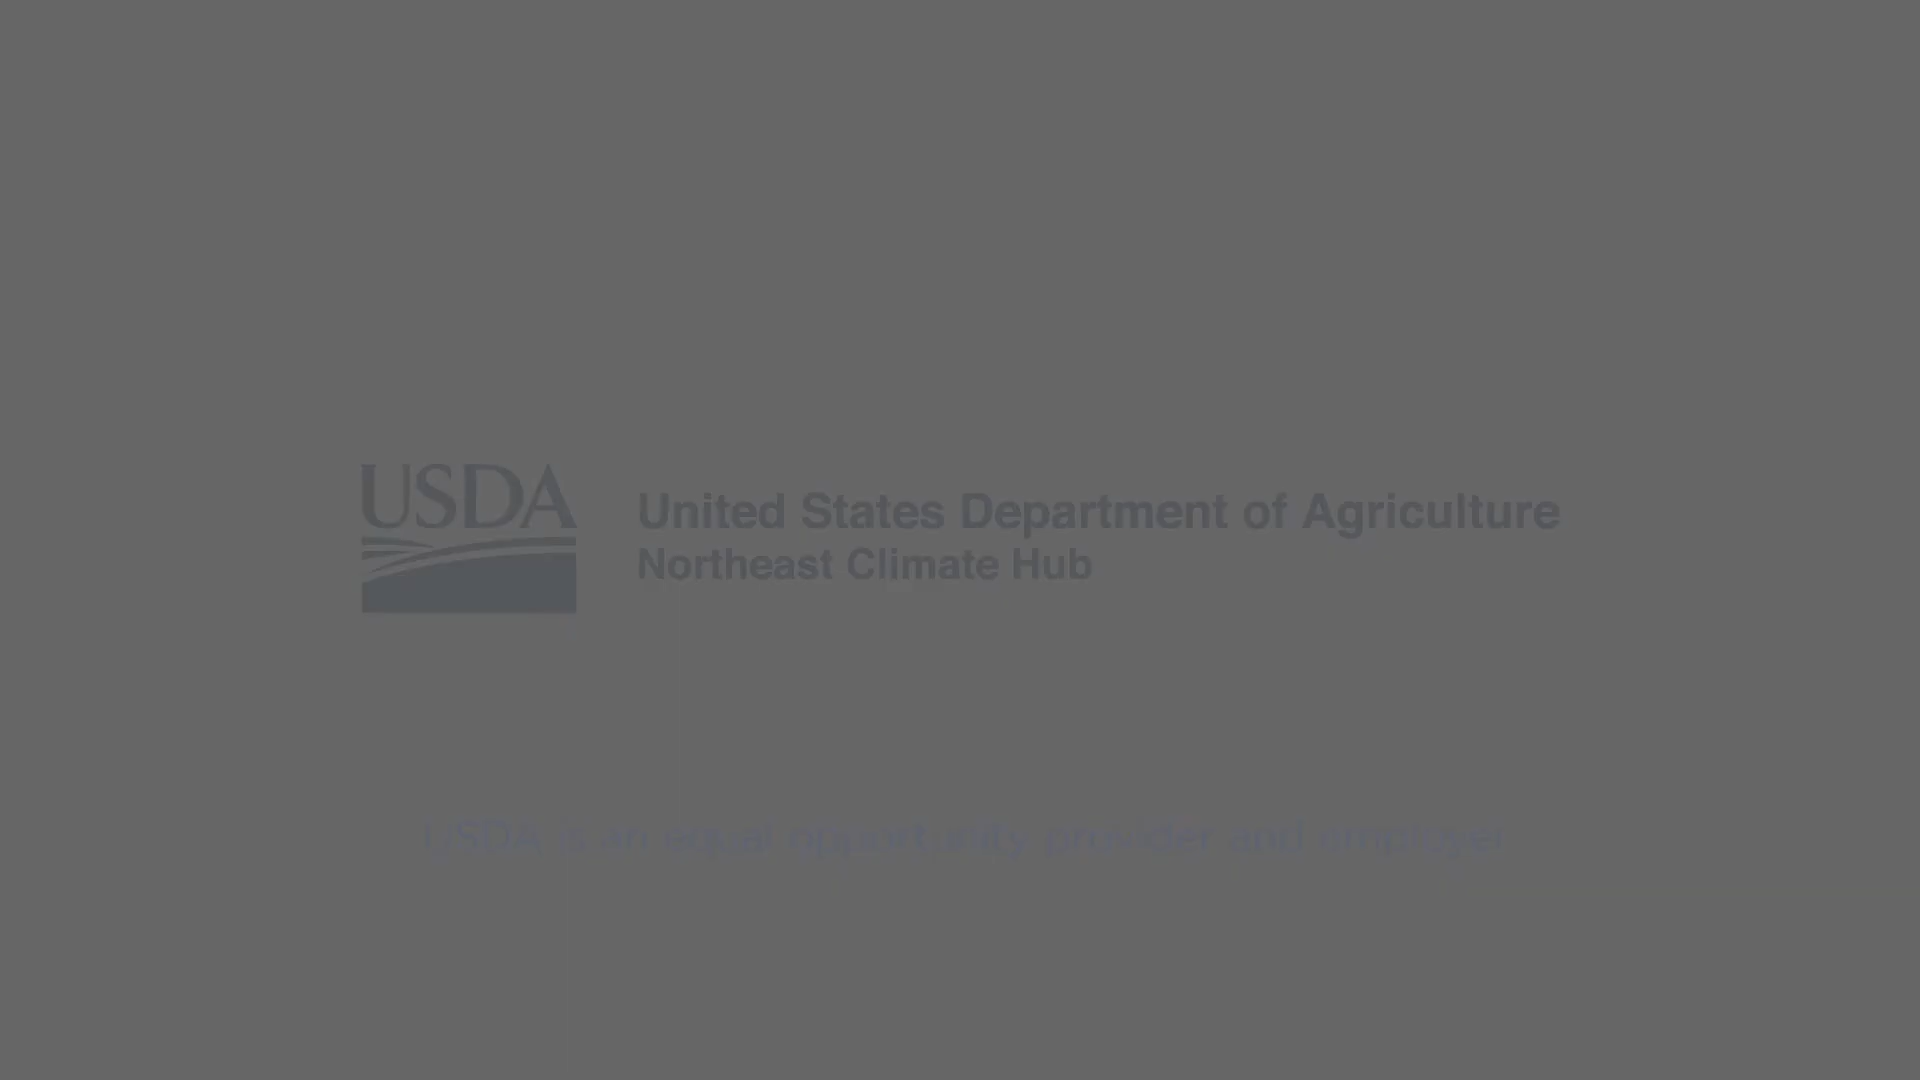 USDA
United States Department of Agriculture
Northeast Climate Hub
USDA is an equal opportunity provider and employer